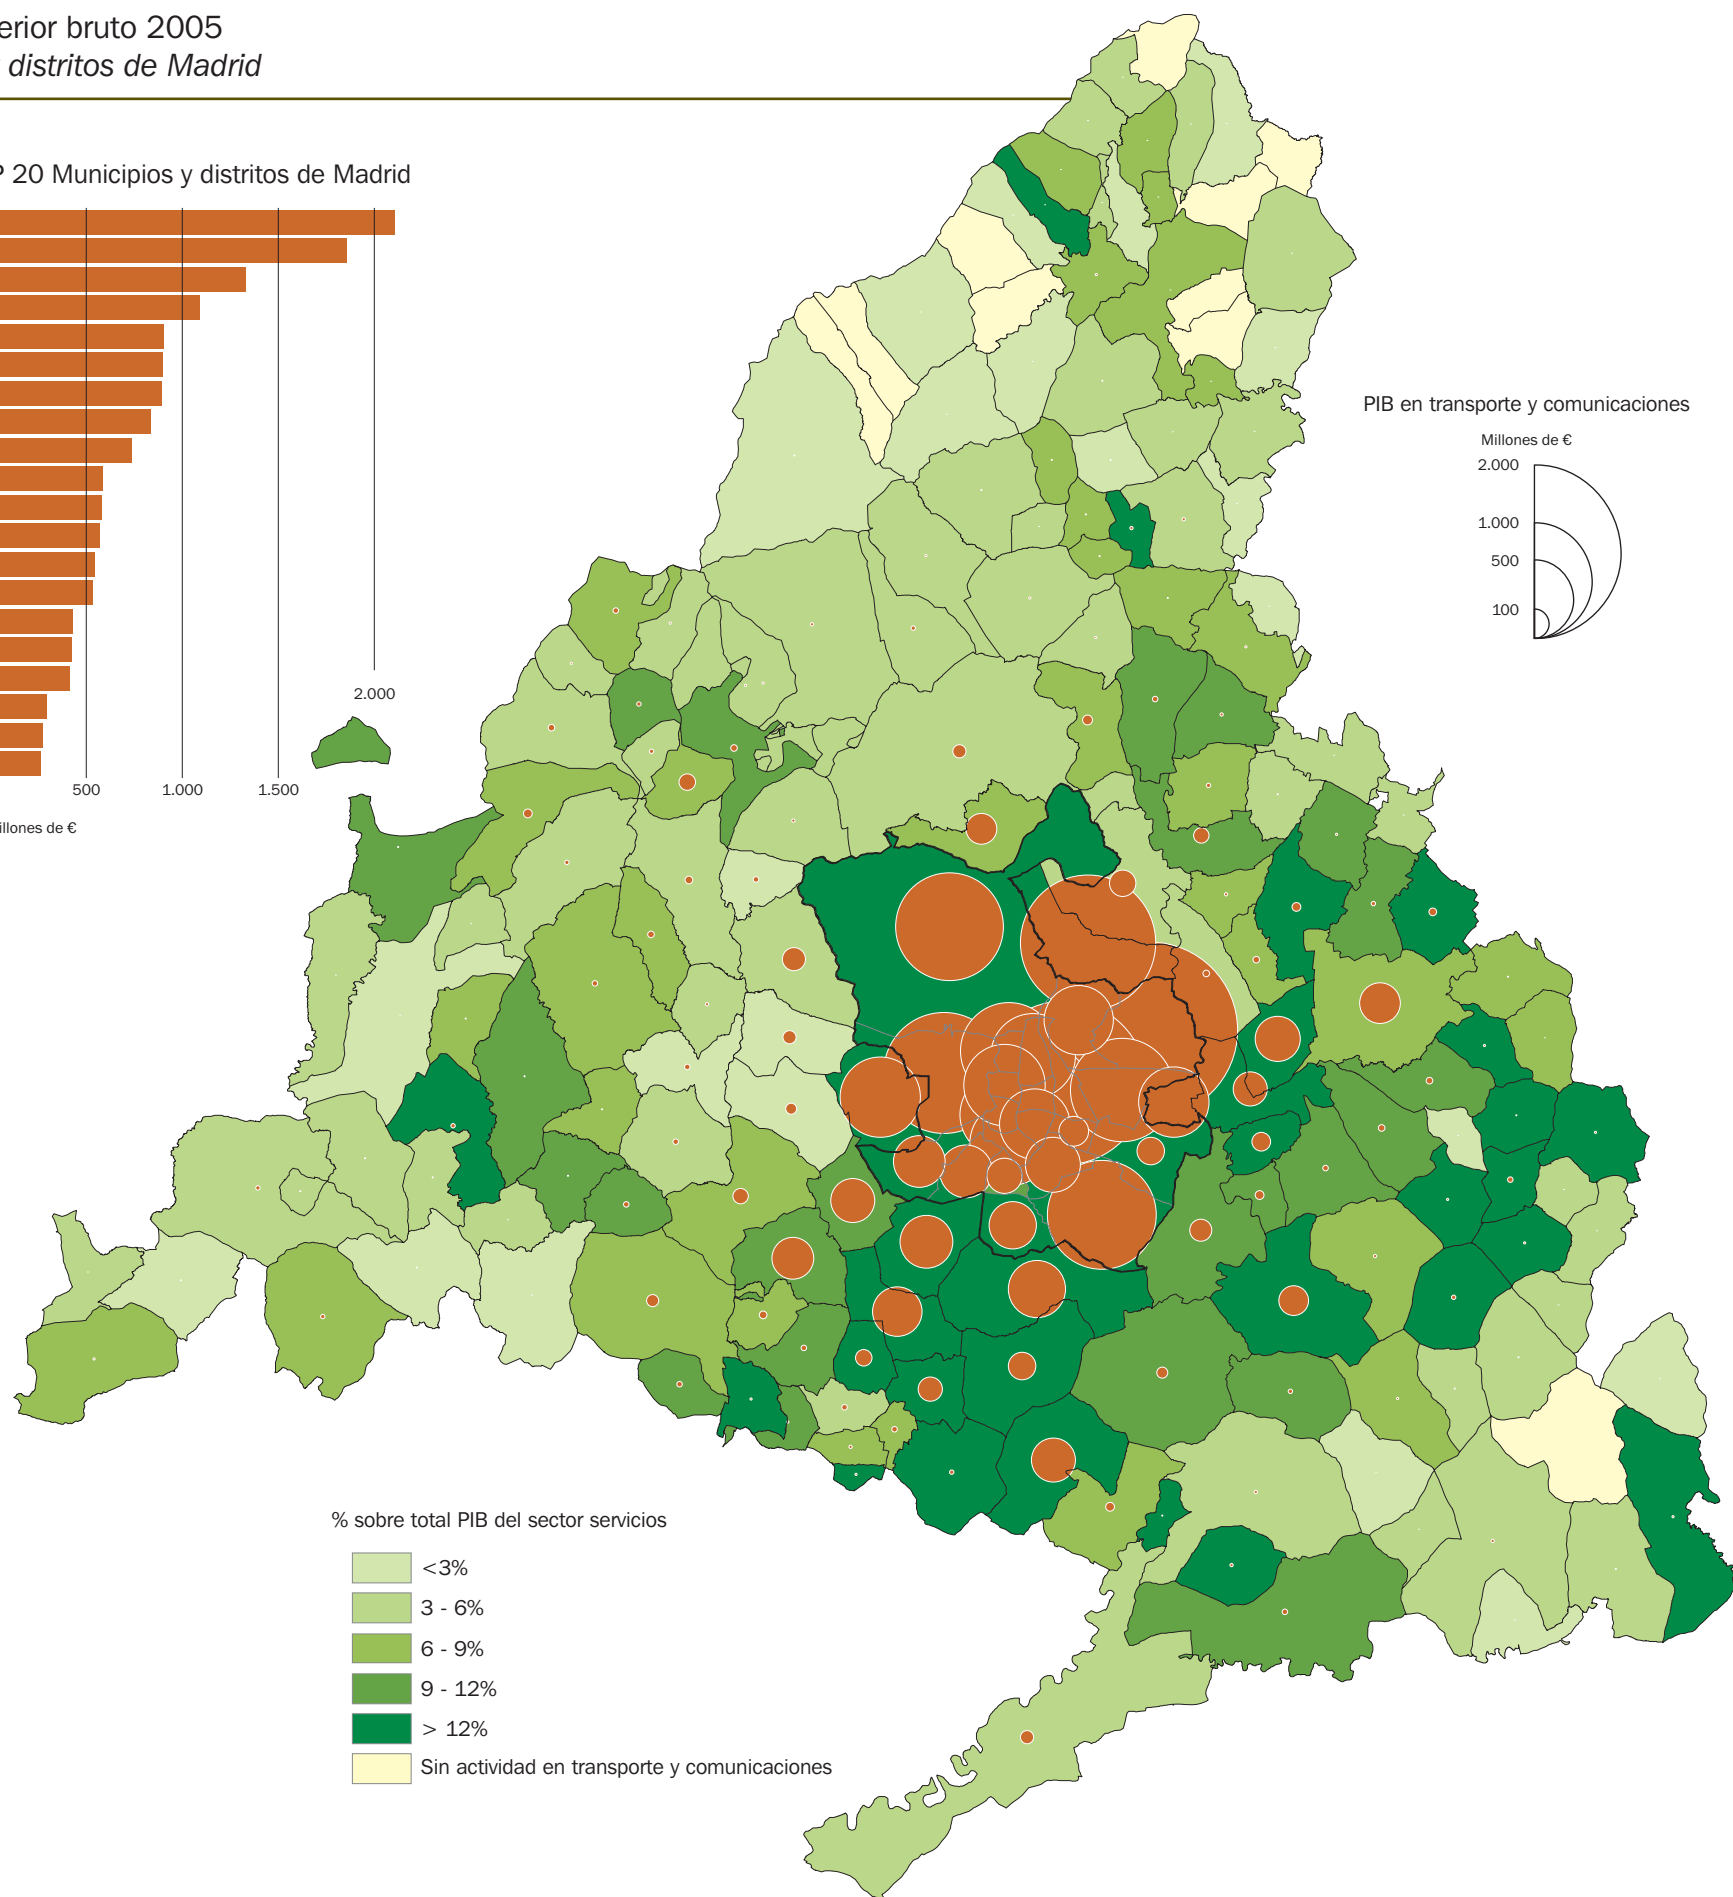 erior bruto 2005
distritos de Madrid
P 20 Municipios y distritos de Madrid
2.000
500
1.000
1.500
illones de €
PIB en transporte y comunicaciones
Millones de €
2.000
1.000
500
100
% sobre total PIB del sector servicios
<3%
3 - 6%
6 - 9%
9 - 12%
> 12%
Sin actividad en transporte y comunicaciones